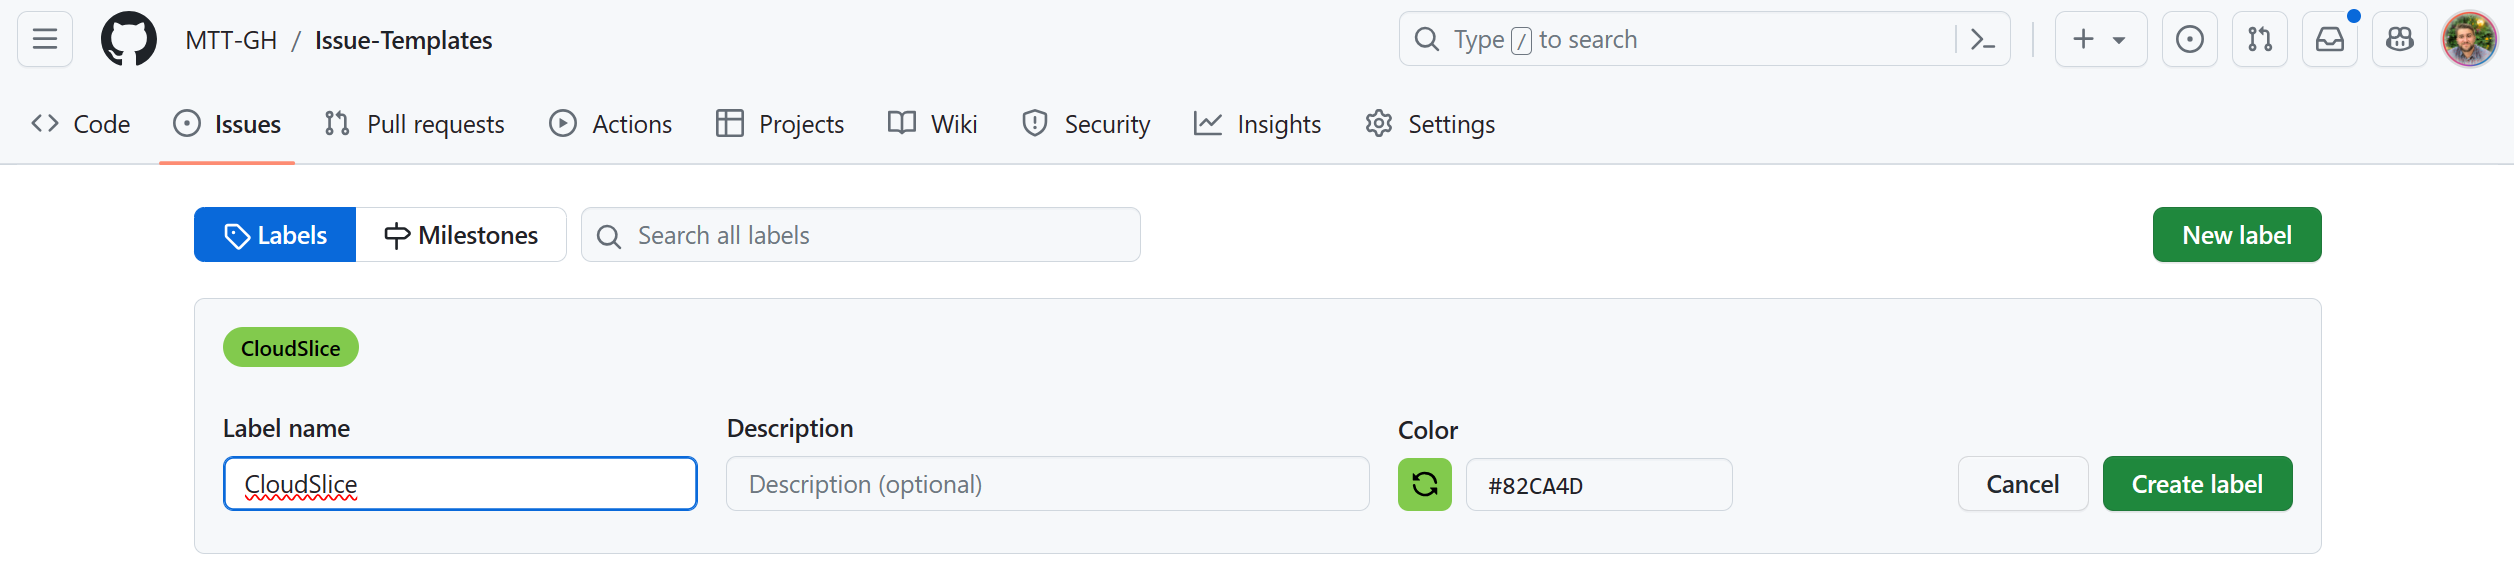 MTT-GH / Issue-Templates
Type / to search
Code Issues Pull requests Actions Projects Wiki Security Insights Settings
Labels Milestones Search all labels New label
CloudSlice
Label name Description Color
CloudSlice Description (optional) #82CA4D Cancel Create label